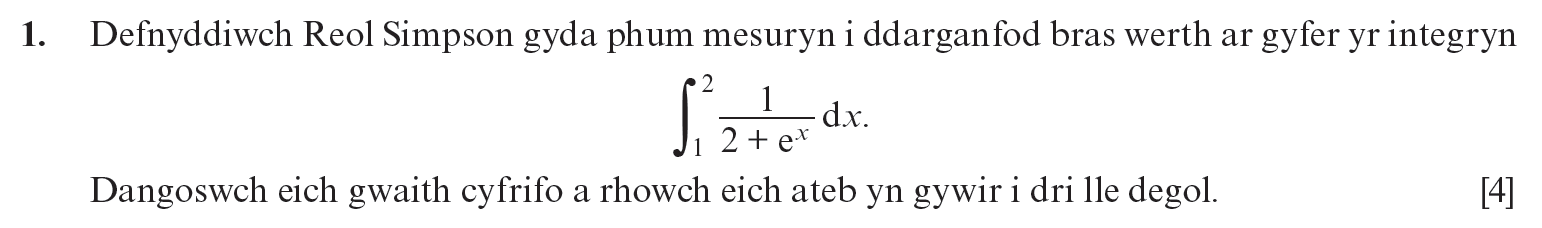 1. Defnyddiwch Reol Simpson gyda phum mesuryn i ddarganfod bras werth ar gyfer yr integryn
∫₁² 1/(2 + eˣ) dx.
Dangoswch eich gwaith cyfrifo a rhowch eich ateb yn gywir i dri lle degol. [4]